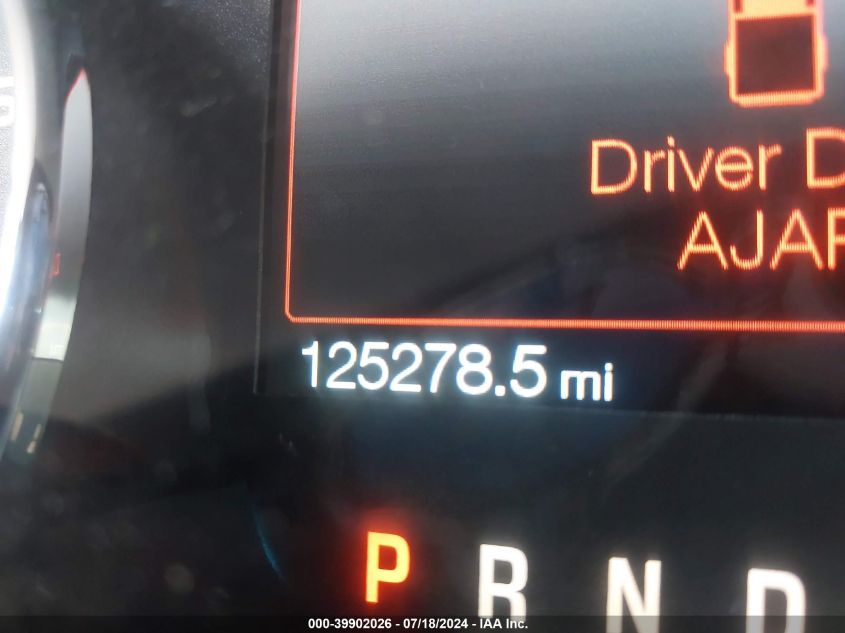 Driver D
AJAR
125278.5 mi
P R N D
000-39902026 - 07/18/2024 - IAA Inc.